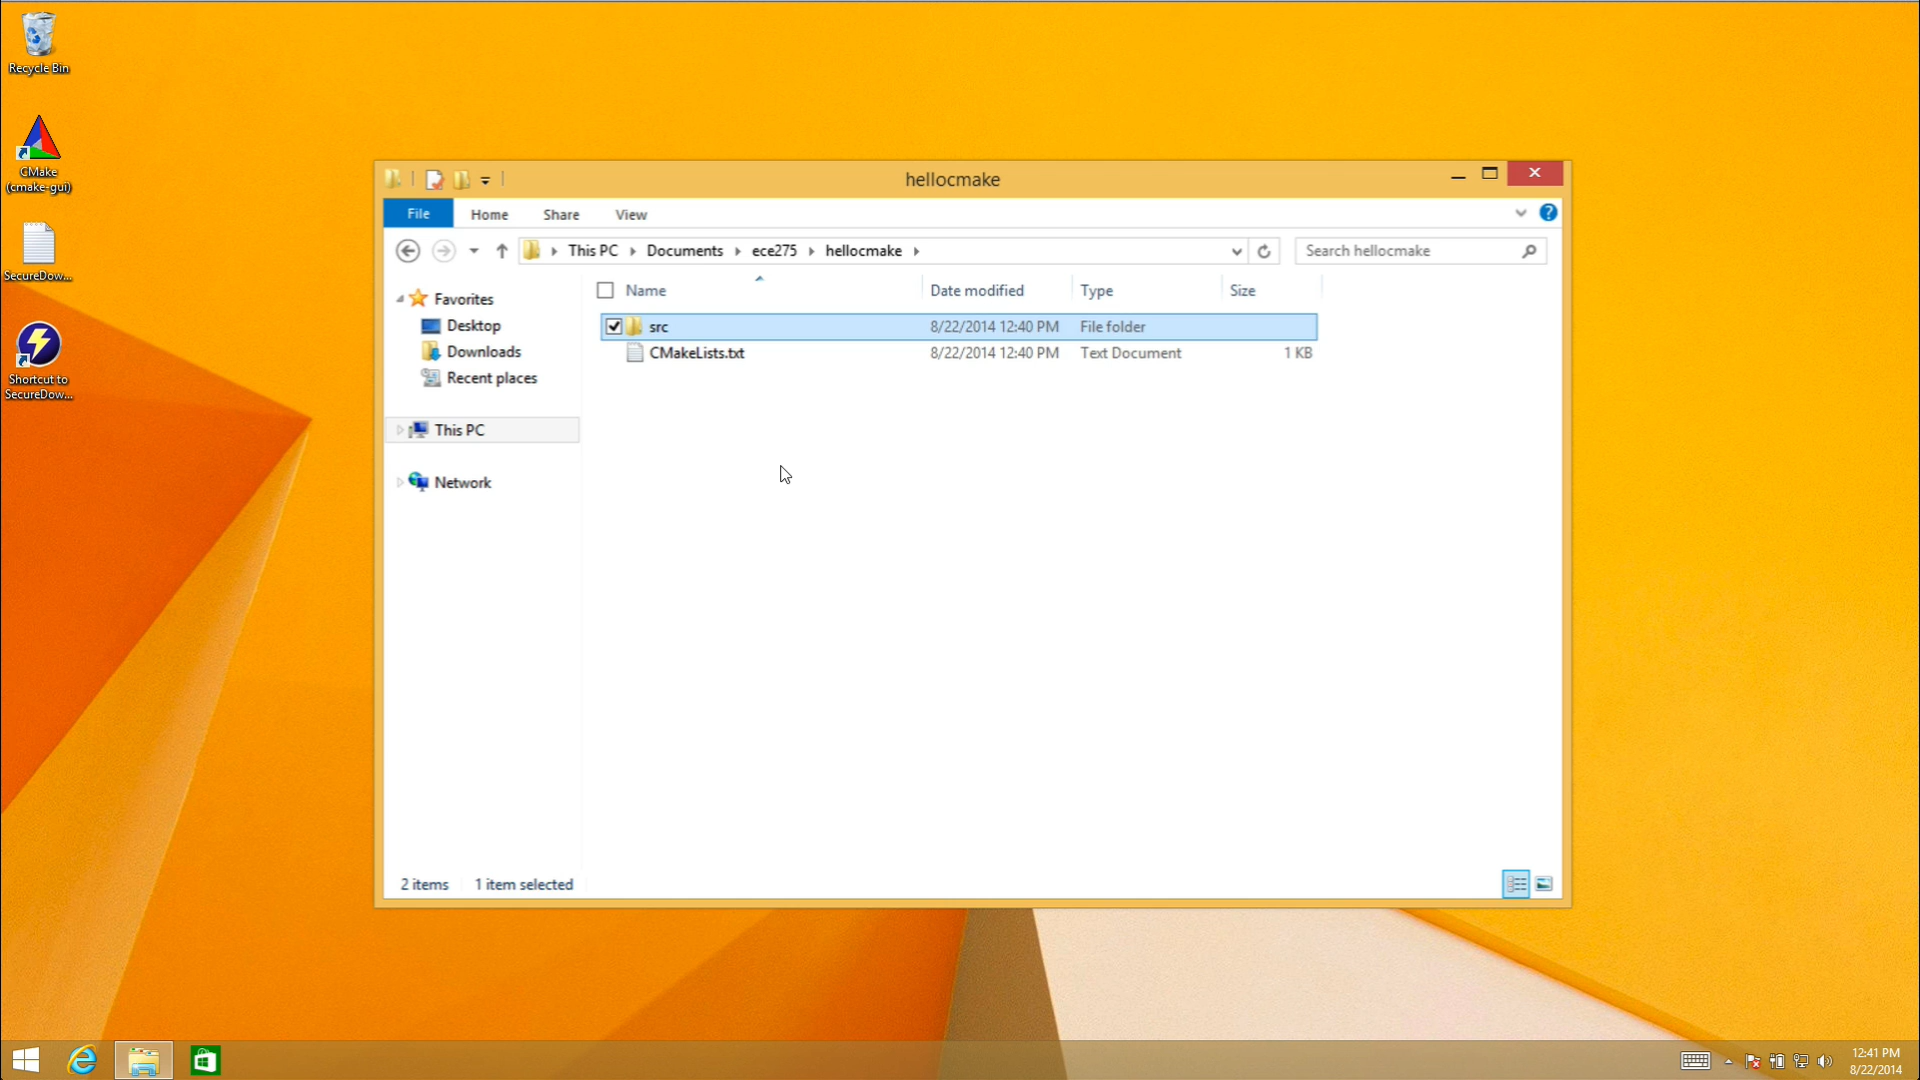 Recycle Bin
CMake
(cmake-gui)
SecureDow...
Shortcut to
SecureDow...
hellocmake
File Home Share View
This PC Documents ece275 hellocmake
Search hellocmake
Name Date modified Type Size
src 8/22/2014 12:40 PM File folder
CMakeLists.txt 8/22/2014 12:40 PM Text Document 1 KB
Favorites
Desktop
Downloads
Recent places
This PC
Network
2 items 1 item selected
12:41 PM
8/22/2014